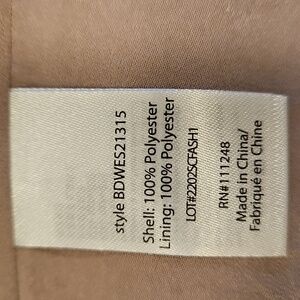 style BDWES21315
Shell: 100% Polyester
Lining: 100% Polyester
LOT#2202SCFASH1
RN#111248
Made in China/
Fabriqué en Chine